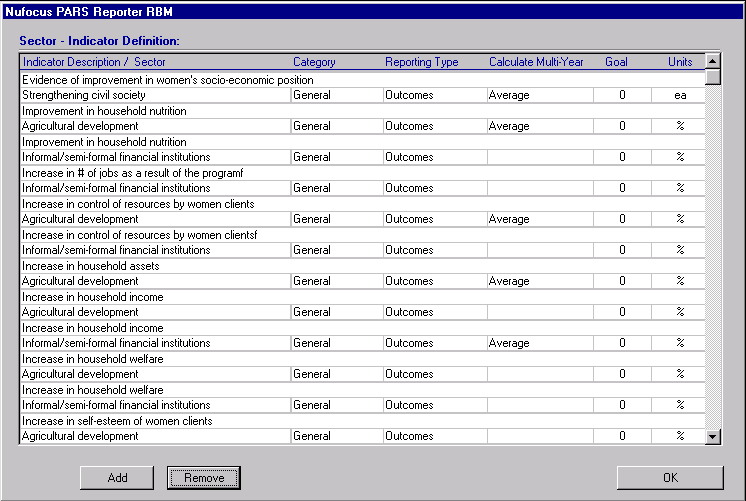 Nufocus PARS Reporter RBM
Sector - Indicator Definition:
Indicator Description / Sector Category Reporting Type Calculate Multi-Year Goal Units
Evidence of improvement in women's socio-economic position
Strengthening civil society General Outcomes Average 0 ea
Improvement in household nutrition
Agricultural development General Outcomes Average 0 %
Improvement in household nutrition
Informal/semi-formal financial institutions General Outcomes 0 %
Increase in # of jobs as a result of the programf
Informal/semi-formal financial institutions General Outcomes 0 %
Increase in control of resources by women clients
Agricultural development General Outcomes Average 0 %
Increase in control of resources by women clientsf
Informal/semi-formal financial institutions General Outcomes 0 %
Increase in household assets
Agricultural development General Outcomes Average 0 %
Increase in household income
Agricultural development General Outcomes 0 %
Increase in household income
Informal/semi-formal financial institutions General Outcomes Average 0 %
Increase in household welfare
Agricultural development General Outcomes 0 %
Increase in household welfare
Informal/semi-formal financial institutions General Outcomes 0 %
Increase in self-esteem of women clients
Agricultural development General Outcomes 0 %
Add Remove OK